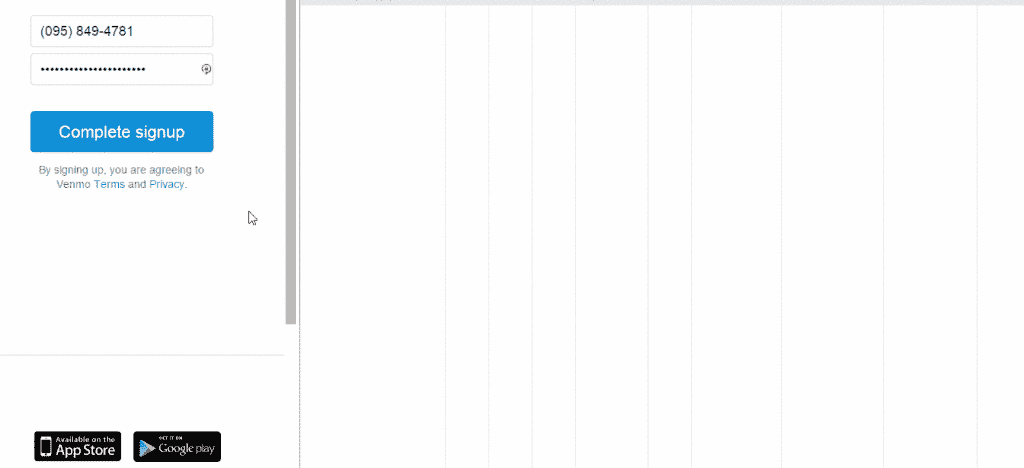 (095) 849-4781
••••••••••••••••••••••
Complete signup
By signing up, you are agreeing to
Venmo Terms and Privacy.
Available on the
App Store
GET IT ON
Google play